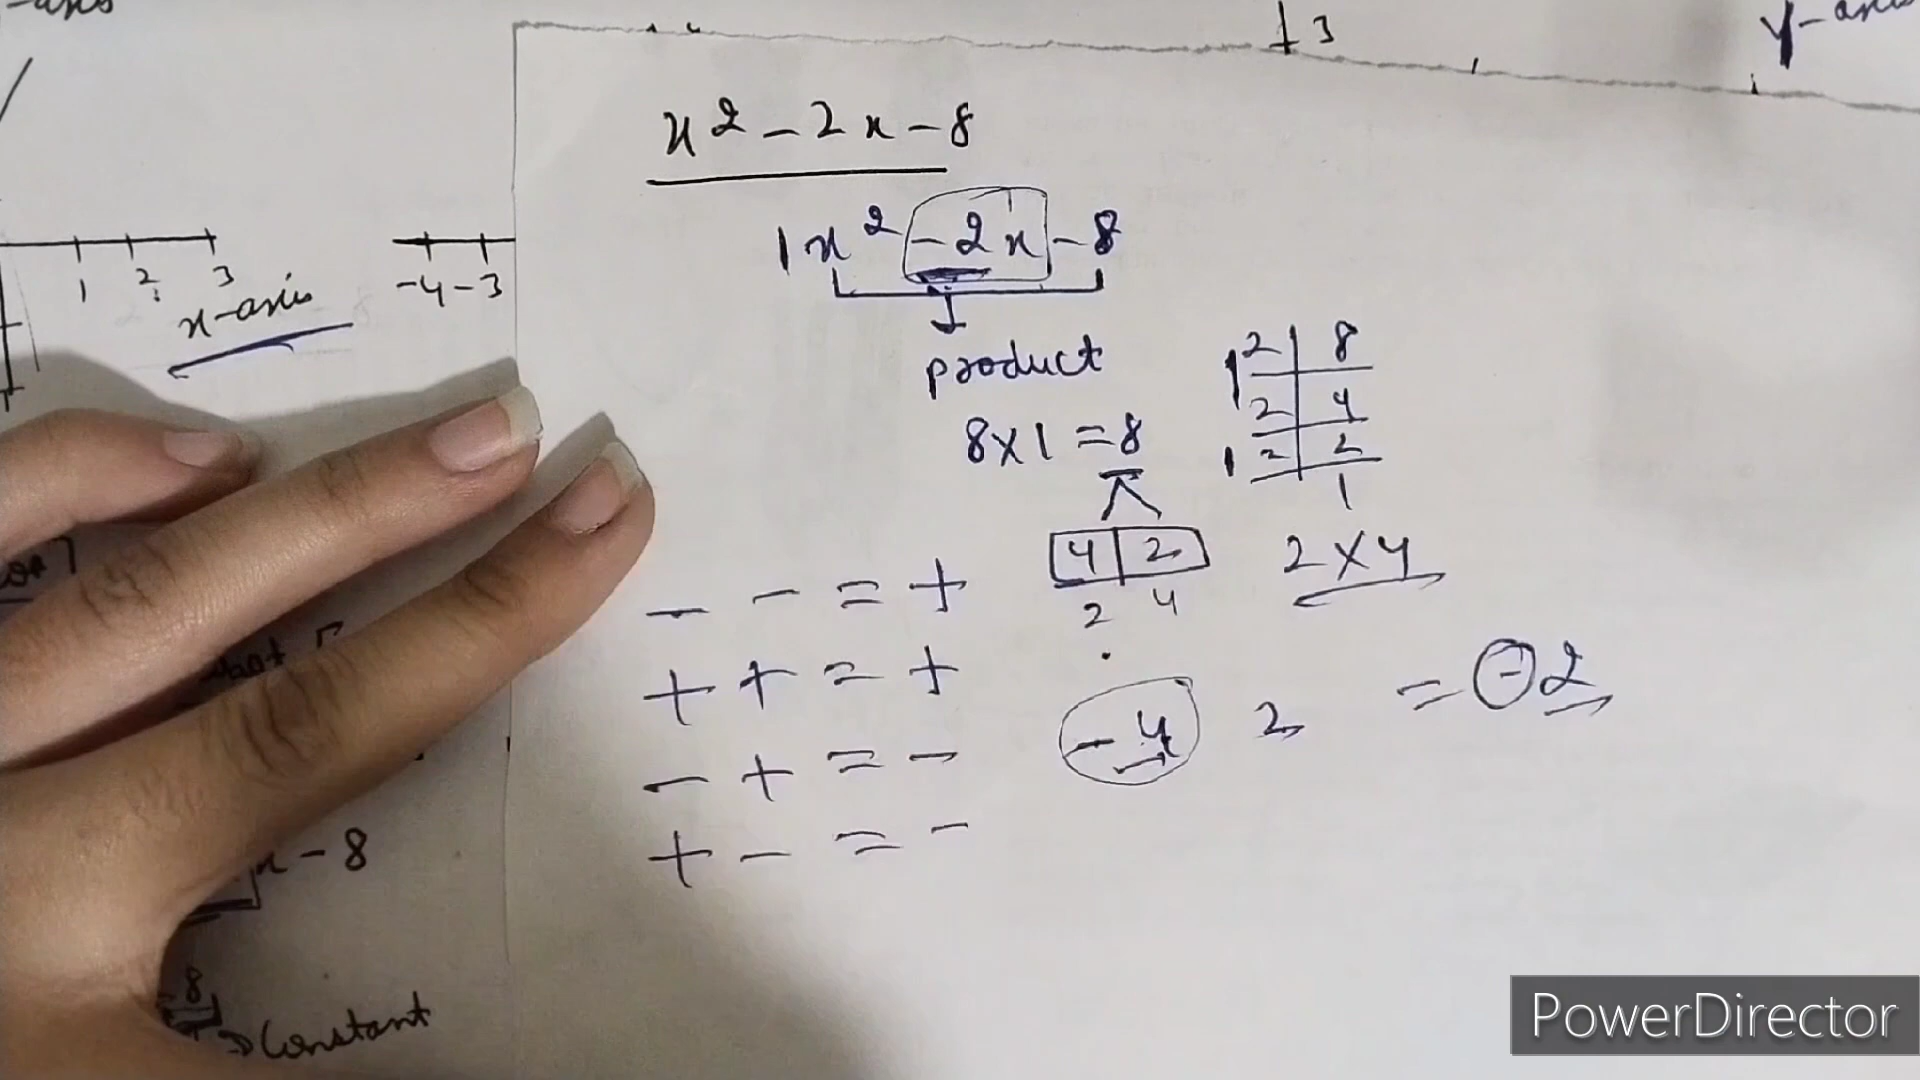 -axis
1 3
y-axis
x² - 2x - 8
1x² - 2x - 8
1 2 3
-4 -3
x-axis
product
2 | 8
2 | 4
2 | 2
1
8 x 1 = 8
4 | 2
2 4
2 x 4
- - = +
+ + = +
- + = -
+ - = -
-4 2 = -2
x - 8
-8
→ Constant
PowerDirector